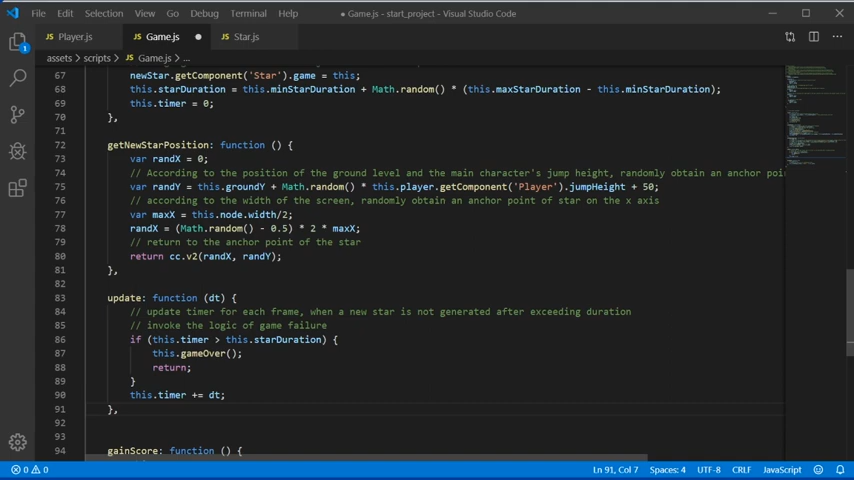 File Edit Selection View Go Debug Terminal Help
● Game.js - start_project - Visual Studio Code
Player.js Game.js Star.js
assets > scripts > Game.js > ...
67 newStar.getComponent('Star').game = this;
68 this.starDuration = this.minStarDuration + Math.random() * (this.maxStarDuration - this.minStarDuration);
69 this.timer = 0;
70 },
71
72 getNewStarPosition: function () {
73 var randX = 0;
74 // According to the position of the ground level and the main character's jump height, randomly obtain an anchor poi
75 var randY = this.groundY + Math.random() * this.player.getComponent('Player').jumpHeight + 50;
76 // according to the width of the screen, randomly obtain an anchor point of star on the x axis
77 var maxX = this.node.width/2;
78 randX = (Math.random() - 0.5) * 2 * maxX;
79 // return to the anchor point of the star
80 return cc.v2(randX, randY);
81 },
82
83 update: function (dt) {
84 // update timer for each frame, when a new star is not generated after exceeding duration
85 // invoke the logic of game failure
86 if (this.timer > this.starDuration) {
87 this.gameOver();
88 return;
89 }
90 this.timer += dt;
91 },
92
93
94 gainScore: function () {
1
0 0 Ln 91, Col 7 Spaces: 4 UTF-8 CRLF JavaScript